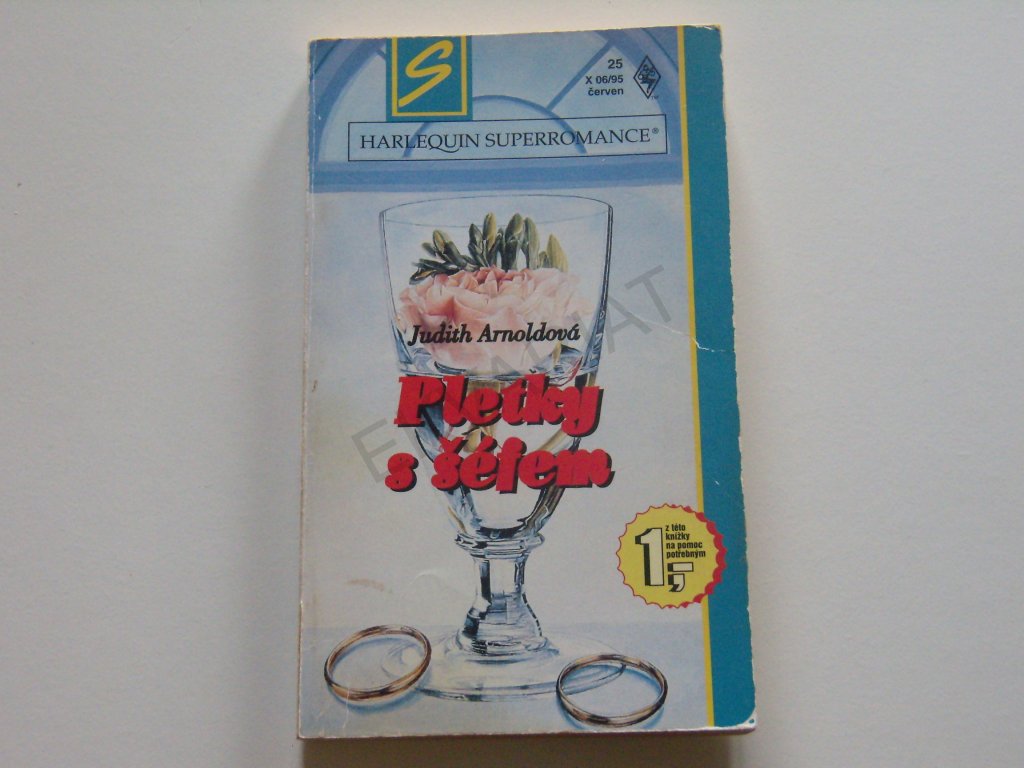 S
25
X 06/95
červen
HARLEQUIN SUPERROMANCE®
Judith Arnoldová
Pletky
s šéfem
1,-
z této
knížky
na pomoc
potřebným